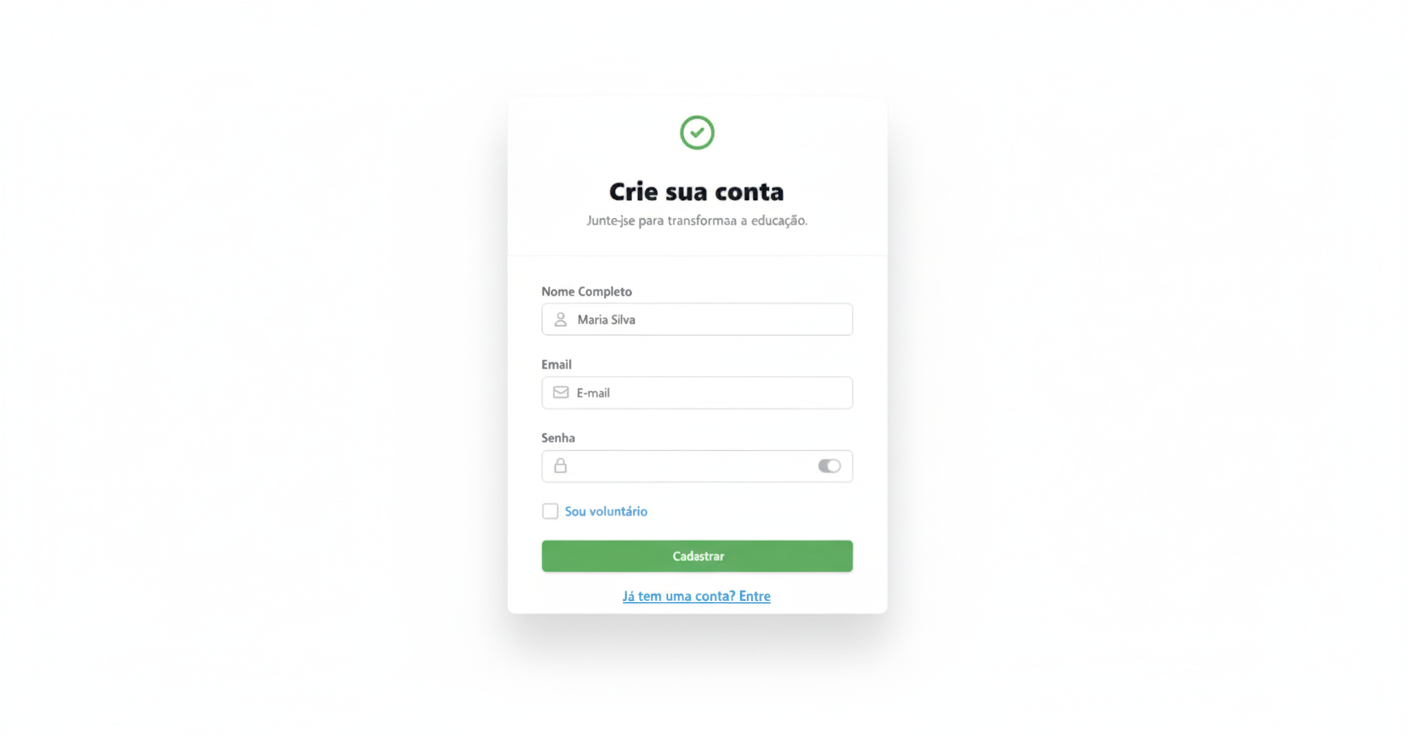 Crie sua conta
Junte-jse para transformaa a educação.
Nome Completo
Maria Silva
Email
E-mail
Senha
Sou voluntário
Cadastrar
Já tem uma conta? Entre